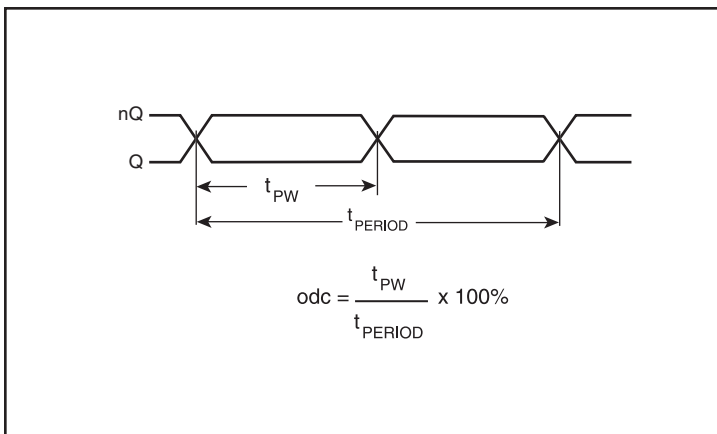 nQ
Q
tPW
tPERIOD
odc = tPW / tPERIOD x 100%